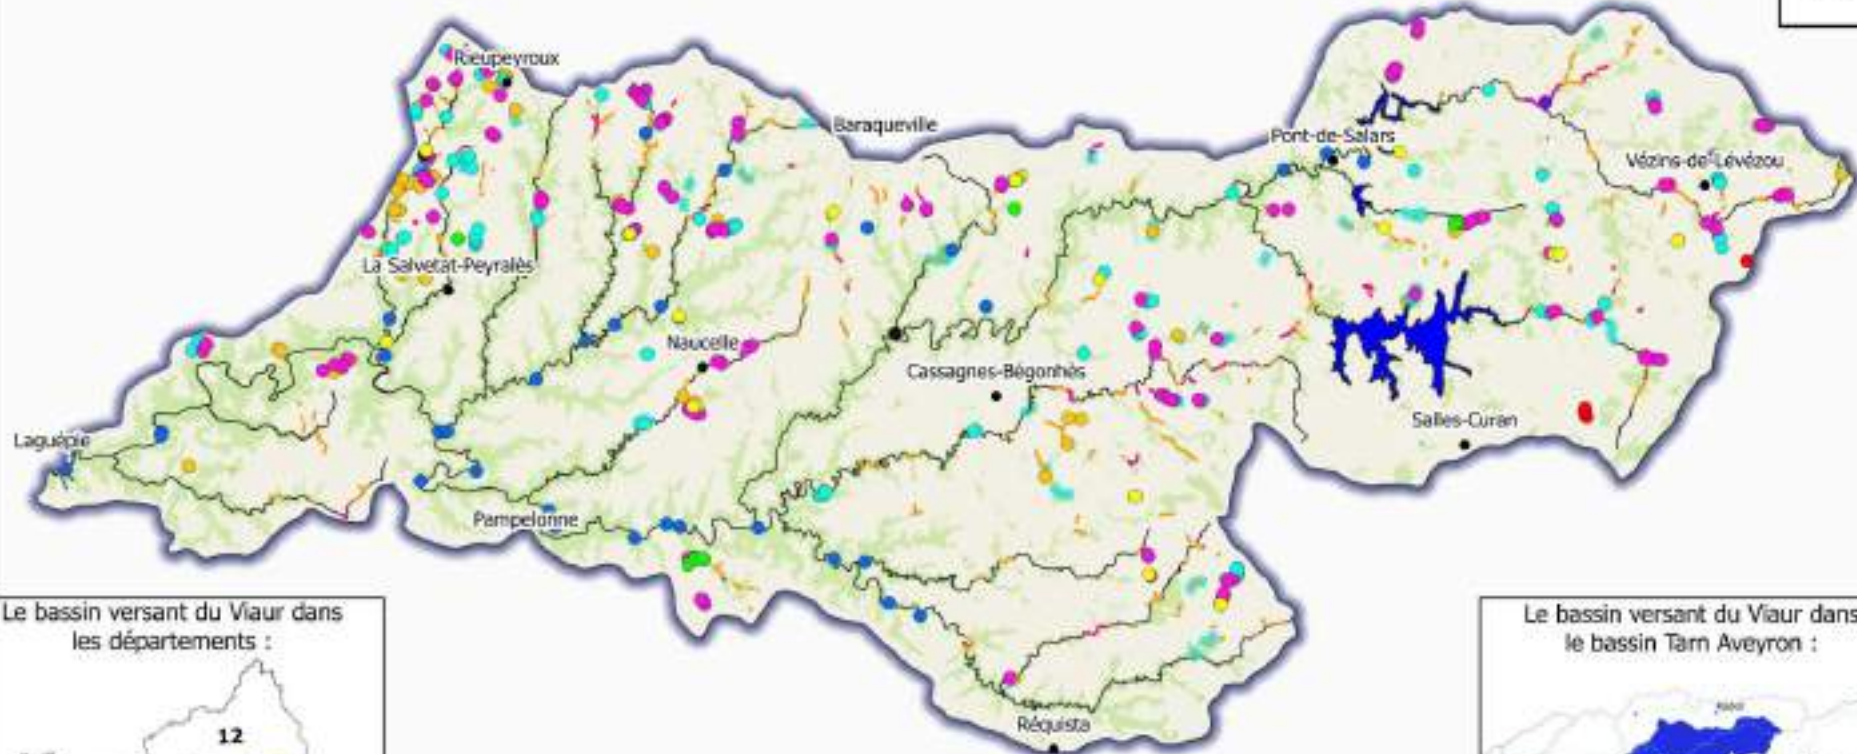 Rieupeyroux
Baraqueville
Pont-de-Salars
Vézins-de-Lévézou
La Salvetat-Peyralès
Naucelle
Cassagnes-Bégonhès
Salles-Curan
Laguépie
Pampelonne
Réquista
Le bassin versant du Viaur dans
les départements :
12
Le bassin versant du Viaur dans
le bassin Tarn Aveyron :